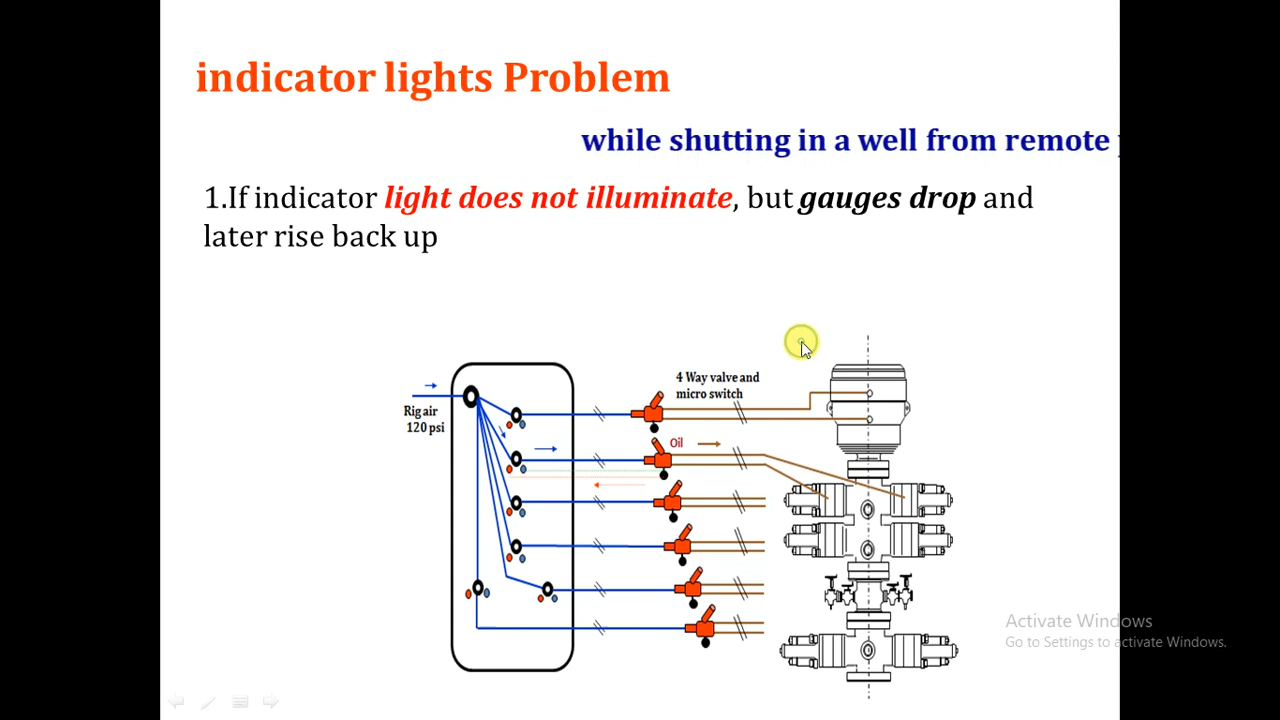 indicator lights Problem
while shutting in a well from remote
1.If indicator light does not illuminate, but gauges drop and
later rise back up
4 Way valve and
micro switch
Rig air
120 psi
Oil
Activate Windows
Go to Settings to activate Windows.